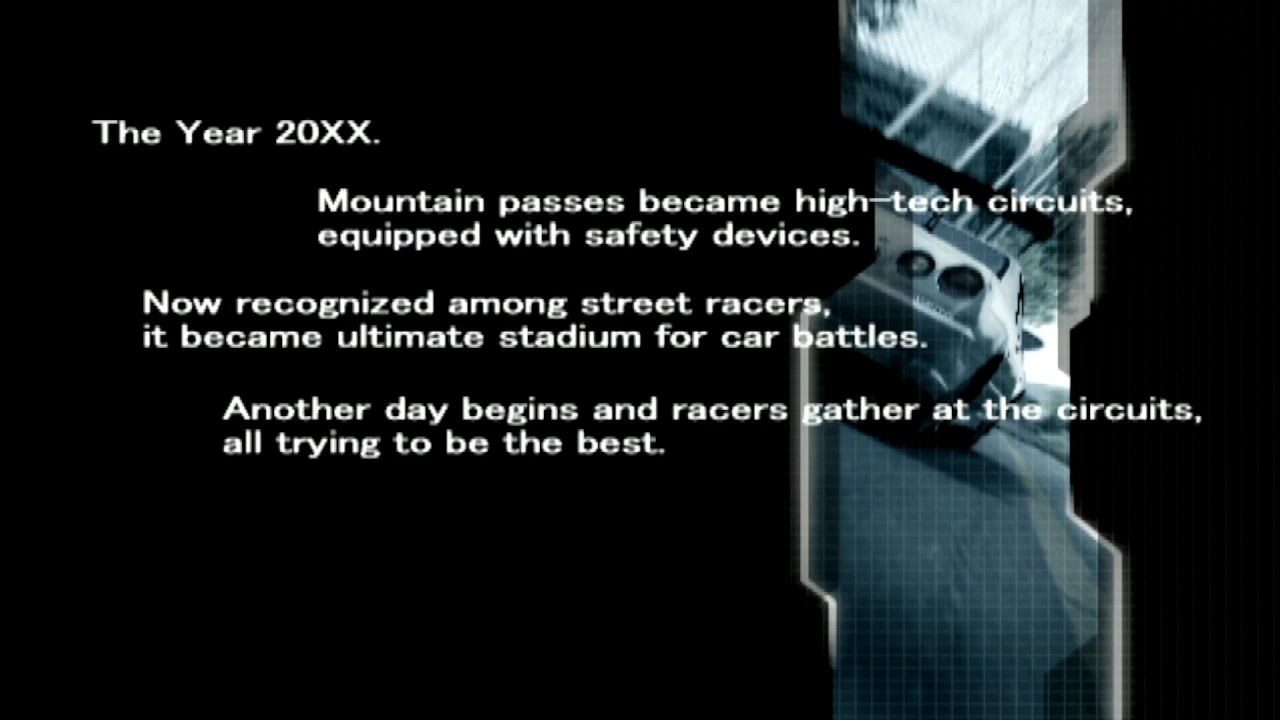 The Year 20XX.
Mountain passes became high-tech circuits,
equipped with safety devices.
Now recognized among street racers,
it became ultimate stadium for car battles.
Another day begins and racers gather at the circuits,
all trying to be the best.